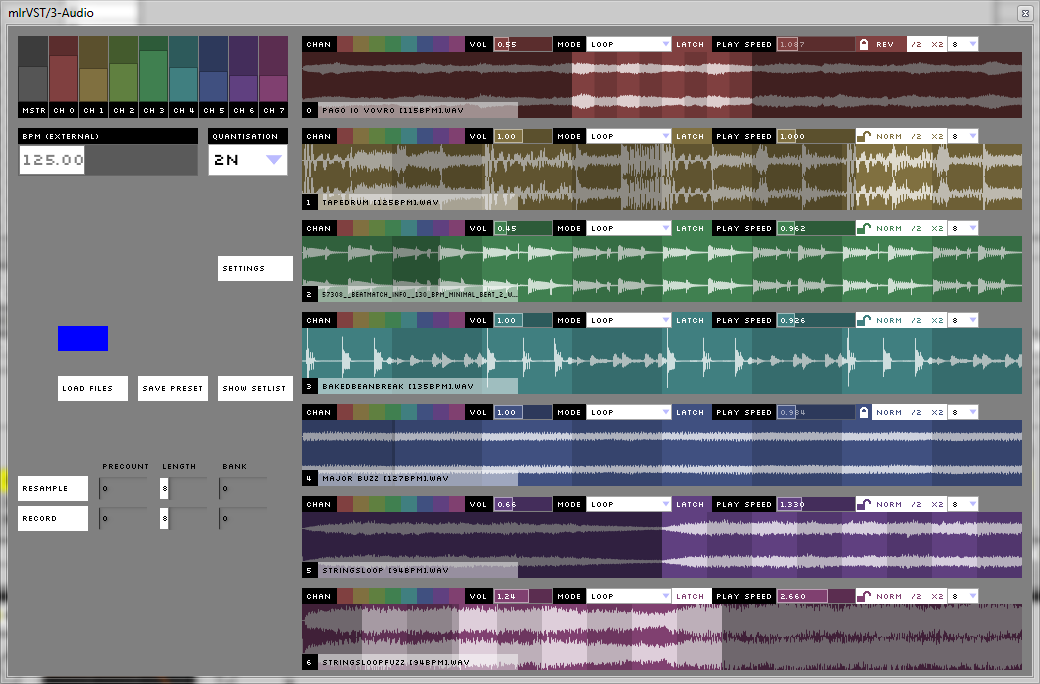 mlrVST/3-Audio
MSTR CH 0 CH 1 CH 2 CH 3 CH 4 CH 5 CH 6 CH 7
BPM (EXTERNAL) QUANTISATION
125.00 2N
SETTINGS
LOAD FILES SAVE PRESET SHOW SETLIST
PRECOUNT LENGTH BANK
RESAMPLE 0 8 0
RECORD 0 8 0
CHAN VOL 0.55 MODE LOOP LATCH PLAY SPEED 1.087 REV /2 X2 8
0 PAGO IO VOVRO [115BPM].WAV
CHAN VOL 1.00 MODE LOOP LATCH PLAY SPEED 1.000 NORM /2 X2 8
1 TAPEDRUM [125BPM].WAV
CHAN VOL 0.45 MODE LOOP LATCH PLAY SPEED 0.962 NORM /2 X2 8
2 57308__BEATMATCH_INFO__130_BPM_MINIMAL_BEAT_2_W...
CHAN VOL 1.00 MODE LOOP LATCH PLAY SPEED 0.926 NORM /2 X2 8
3 BAKEDBEANBREAK [135BPM].WAV
CHAN VOL 1.00 MODE LOOP LATCH PLAY SPEED 0.984 NORM /2 X2 8
4 MAJOR BUZZ [127BPM].WAV
CHAN VOL 0.66 MODE LOOP LATCH PLAY SPEED 1.330 NORM /2 X2 8
5 STRINGSLOOP [94BPM].WAV
CHAN VOL 1.24 MODE LOOP LATCH PLAY SPEED 2.660 NORM /2 X2 8
6 STRINGSLOOPFUZZ [94BPM].WAV